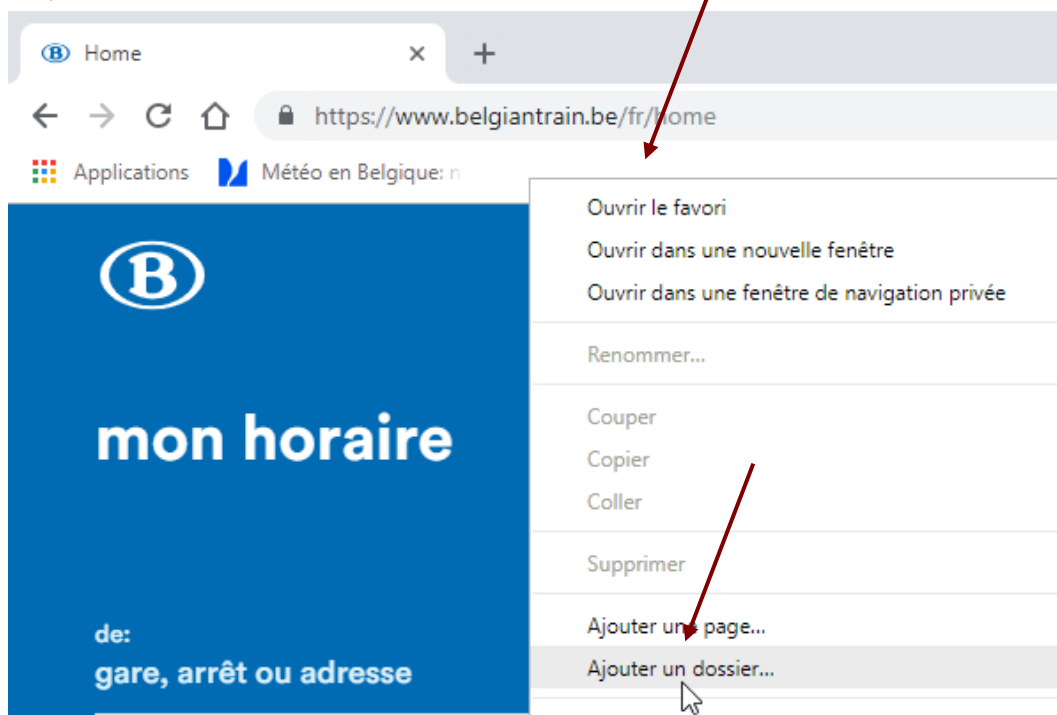 B Home × +
https://www.belgiantrain.be/fr/home
Applications Météo en Belgique:
Ouvrir le favori
Ouvrir dans une nouvelle fenêtre
Ouvrir dans une fenêtre de navigation privée
Renommer...
Couper
Copier
Coller
Supprimer
Ajouter une page...
Ajouter un dossier...
B
mon horaire
de:
gare, arrêt ou adresse